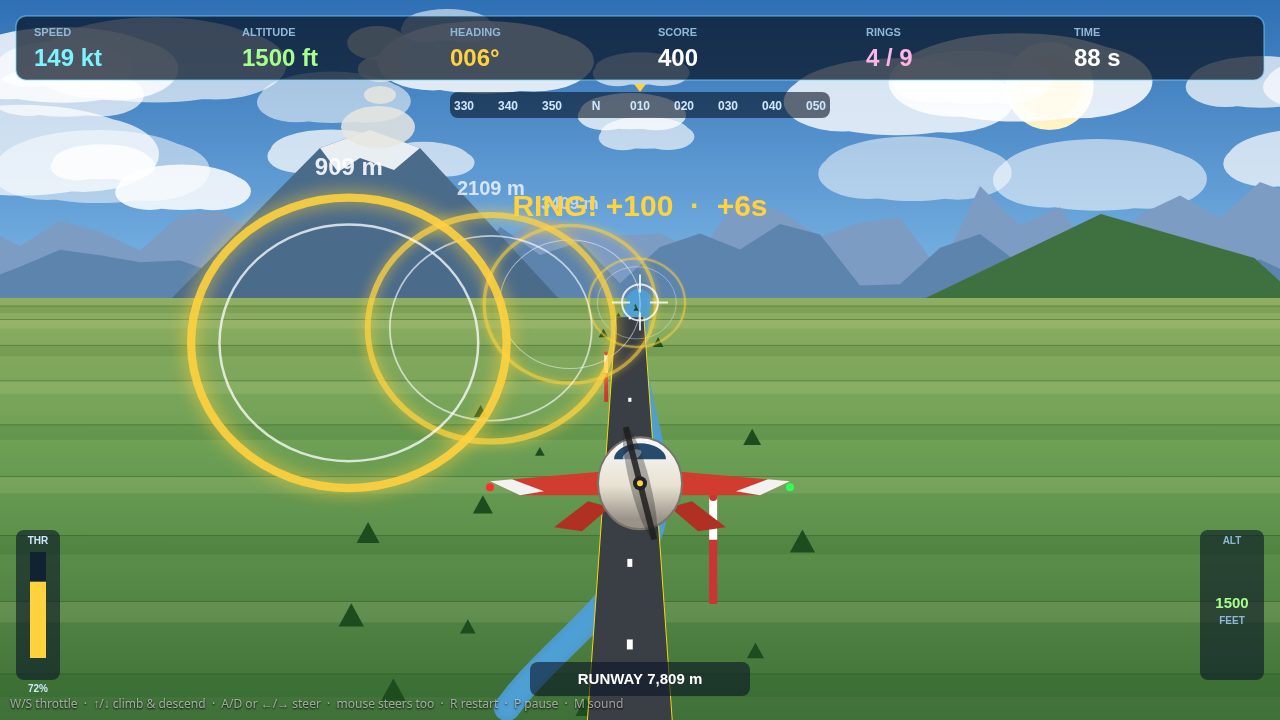 SPEED ALTITUDE HEADING SCORE RINGS TIME
149 kt 1500 ft 006° 400 4 / 9 88 s
330 340 350 N 010 020 030 040 050
909 m
2109 m
RING! +100 · +6s
THR
72%
ALT
1500
FEET
RUNWAY 7,809 m
W/S throttle · ↑/↓ climb & descend · A/D or ←/→ steer · mouse steers too · R restart · P pause · M sound